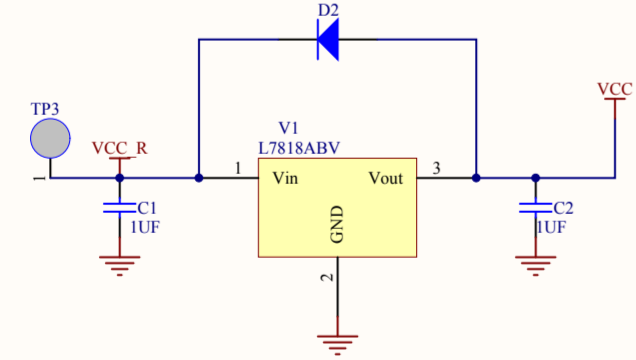 D2
TP3
VCC
V1
VCC_R
L7818ABV
1
1
Vin
Vout
3
C1
1UF
GND
C2
1UF
2